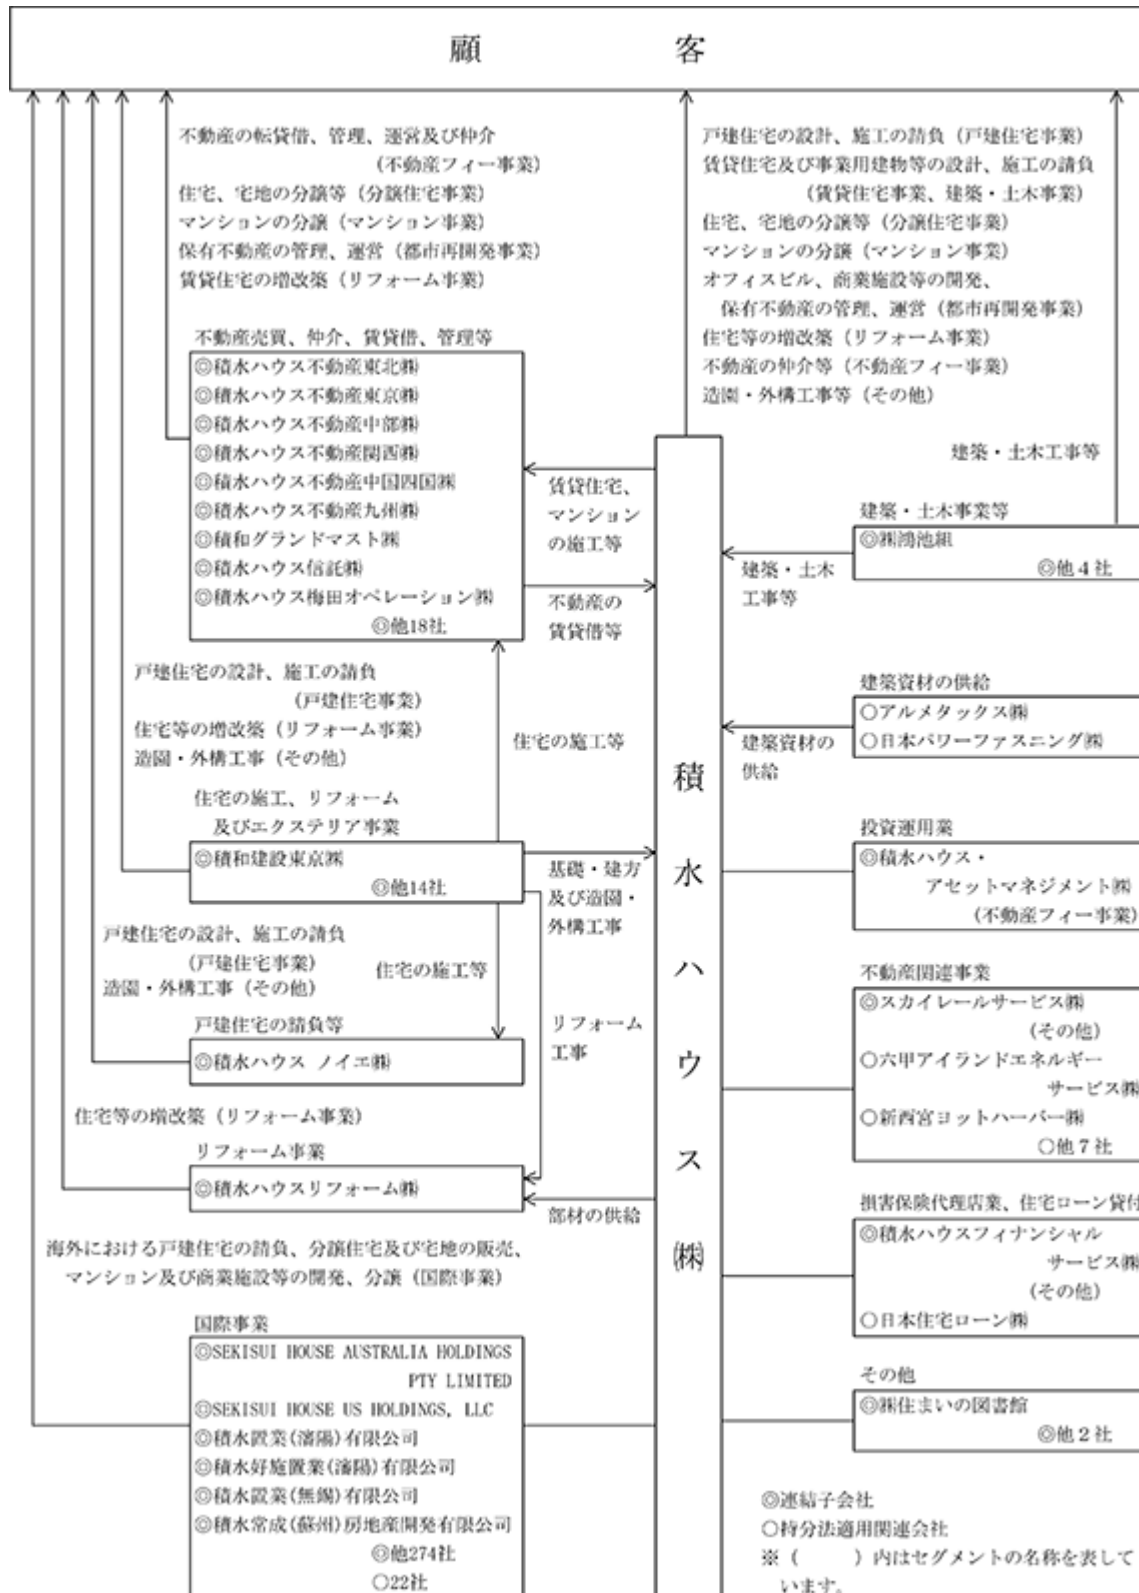 顧客
不動産の転貸借、管理、運営及び仲介
(不動産フィー事業)
住宅、宅地の分譲等 (分譲住宅事業)
マンションの分譲 (マンション事業)
保有不動産の管理、運営 (都市再開発事業)
賃貸住宅の増改築 (リフォーム事業)
戸建住宅の設計、施工の請負 (戸建住宅事業)
賃貸住宅及び事業用建物等の設計、施工の請負
(賃貸住宅事業、建築・土木事業)
住宅、宅地の分譲等 (分譲住宅事業)
マンションの分譲 (マンション事業)
オフィスビル、商業施設等の開発、
保有不動産の管理、運営 (都市再開発事業)
住宅等の増改築 (リフォーム事業)
不動産の仲介等 (不動産フィー事業)
造園・外構工事等 (その他)
建築・土木工事等
不動産売買、仲介、賃貸借、管理等
◎積水ハウス不動産東北㈱
◎積水ハウス不動産東京㈱
◎積水ハウス不動産中部㈱
◎積水ハウス不動産関西㈱
◎積水ハウス不動産中国四国㈱
◎積水ハウス不動産九州㈱
◎積和グランドマスト㈱
◎積水ハウス信託㈱
◎積水ハウス梅田オペレーション㈱
◎他18社
賃貸住宅、
マンション
の施工等
不動産の
賃貸借等
積水ハウス㈱
建築・土木事業等
◎㈱鴻池組
◎他4社
建築・土木
工事等
戸建住宅の設計、施工の請負
(戸建住宅事業)
住宅等の増改築 (リフォーム事業)
造園・外構工事 (その他)
住宅の施工等
建築資材の供給
○アルメタックス㈱
○日本パワーファスニング㈱
建築資材の
供給
住宅の施工、リフォーム
及びエクステリア事業
◎積和建設東京㈱
◎他14社
基礎・建方
及び造園・
外構工事
投資運用業
◎積水ハウス・
アセットマネジメント㈱
(不動産フィー事業)
戸建住宅の設計、施工の請負
(戸建住宅事業)
造園・外構工事 (その他)
住宅の施工等
戸建住宅の請負等
◎積水ハウス ノイエ㈱
リフォーム
工事
不動産関連事業
◎スカイレールサービス㈱
(その他)
○六甲アイランドエネルギー
サービス㈱
○新西宮ヨットハーバー㈱
○他7社
住宅等の増改築 (リフォーム事業)
リフォーム事業
◎積水ハウスリフォーム㈱
部材の供給
損害保険代理店業、住宅ローン貸付
◎積水ハウスフィナンシャル
サービス㈱
(その他)
○日本住宅ローン㈱
海外における戸建住宅の請負、分譲住宅及び宅地の販売、
マンション及び商業施設等の開発、分譲 (国際事業)
国際事業
◎SEKISUI HOUSE AUSTRALIA HOLDINGS
PTY LIMITED
◎SEKISUI HOUSE US HOLDINGS, LLC
◎積水置業(瀋陽)有限公司
◎積水好施置業(瀋陽)有限公司
◎積水置業(無錫)有限公司
◎積水常成(蘇州)房地産開発有限公司
◎他274社
○22社
その他
◎㈱住まいの図書館
◎他2社
◎連結子会社
○持分法適用関連会社
※ ( ) 内はセグメントの名称を表して
います。